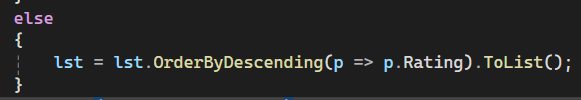 else
{
lst = lst.OrderByDescending(p => p.Rating).ToList();
}